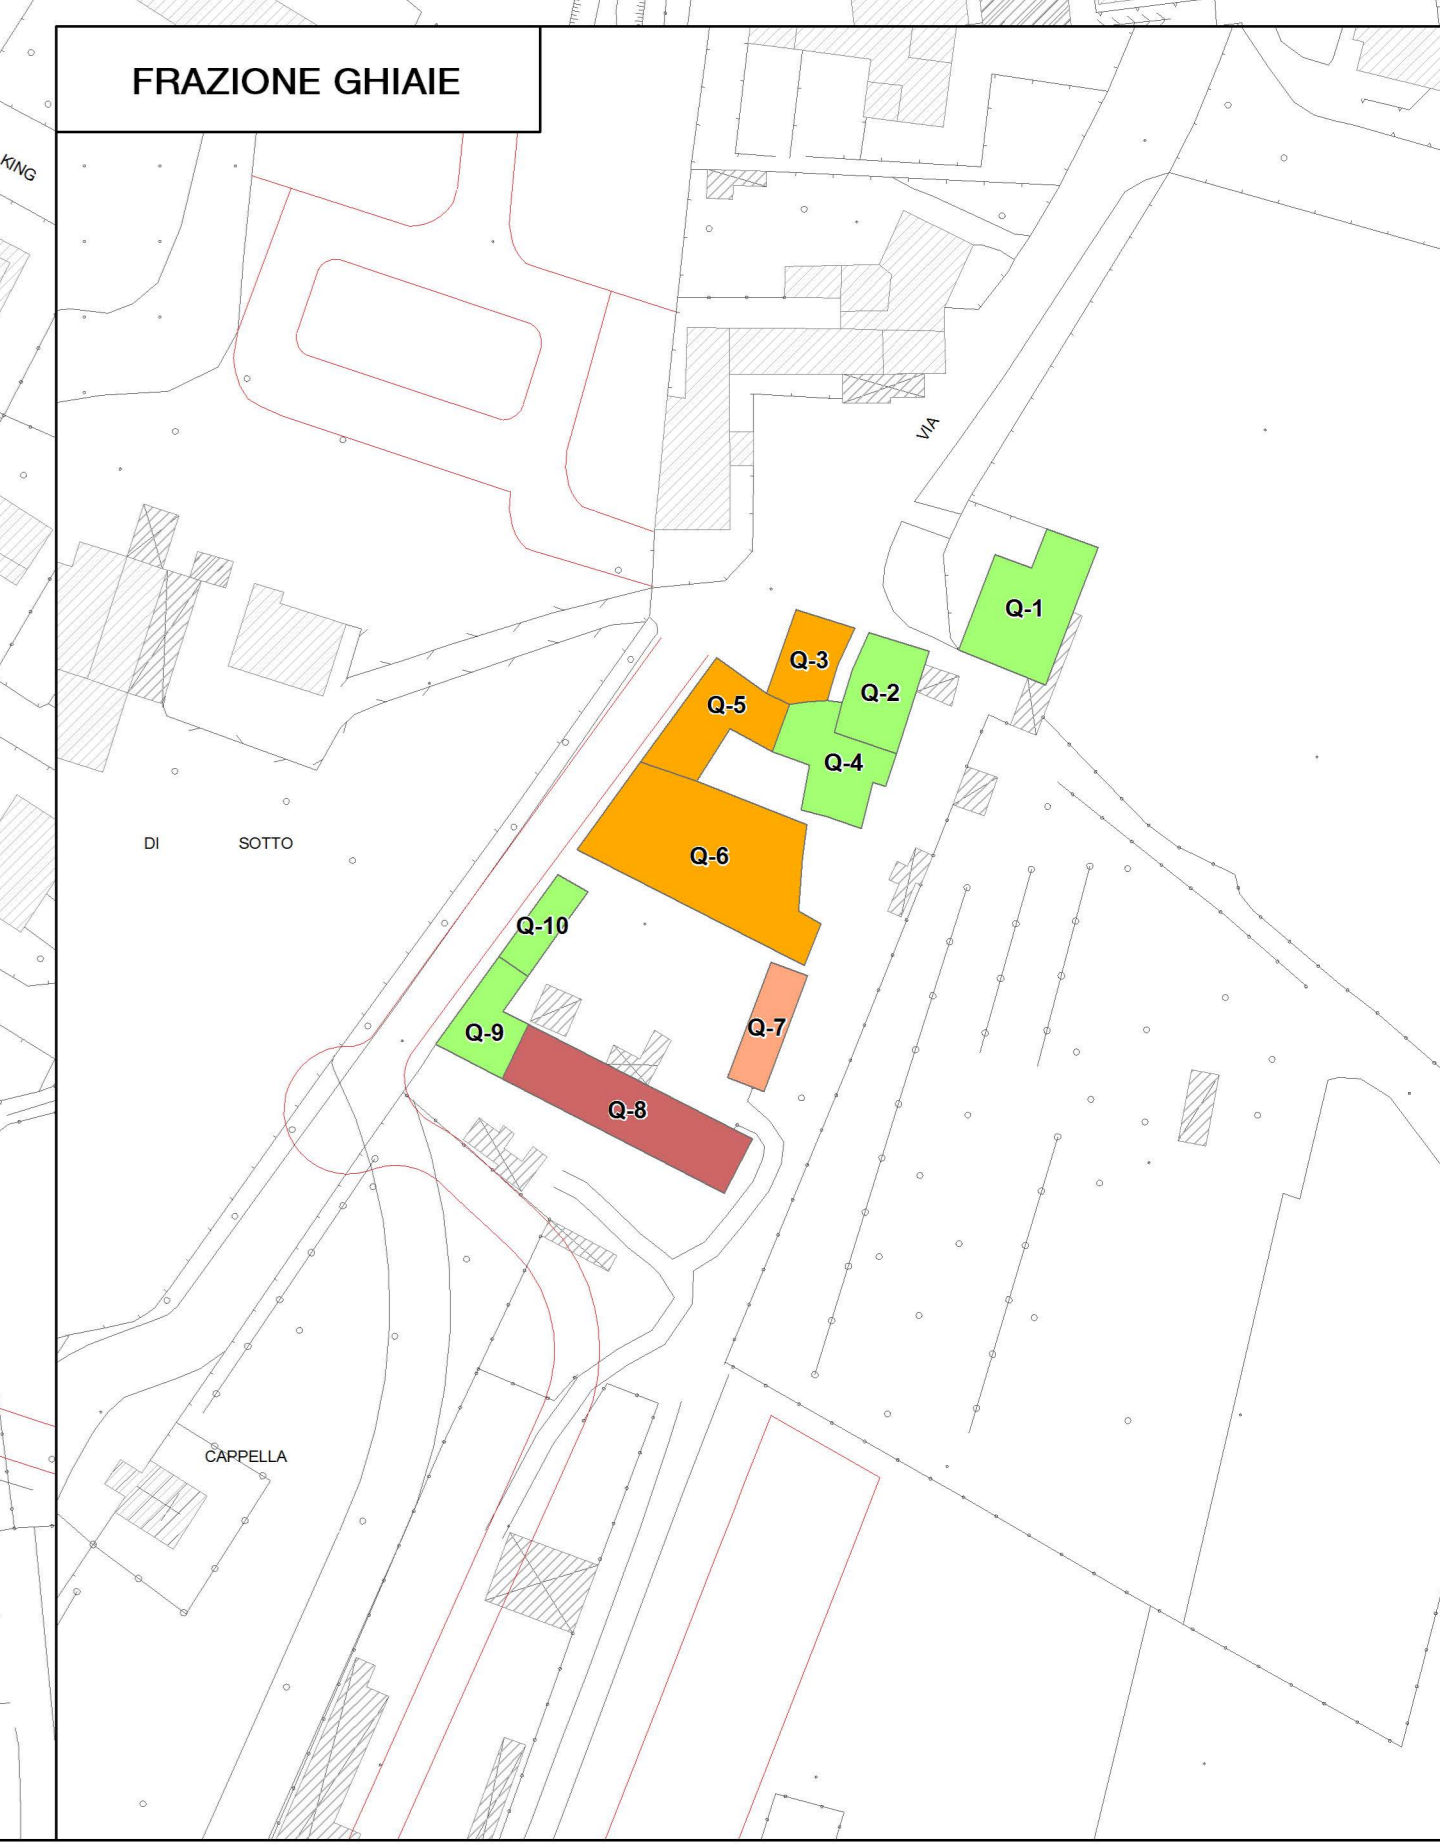 FRAZIONE GHIAIE
KING
VIA
Q-1
Q-3
Q-2
Q-5
Q-4
DI SOTTO
Q-6
Q-10
Q-7
Q-9
Q-8
CAPPELLA